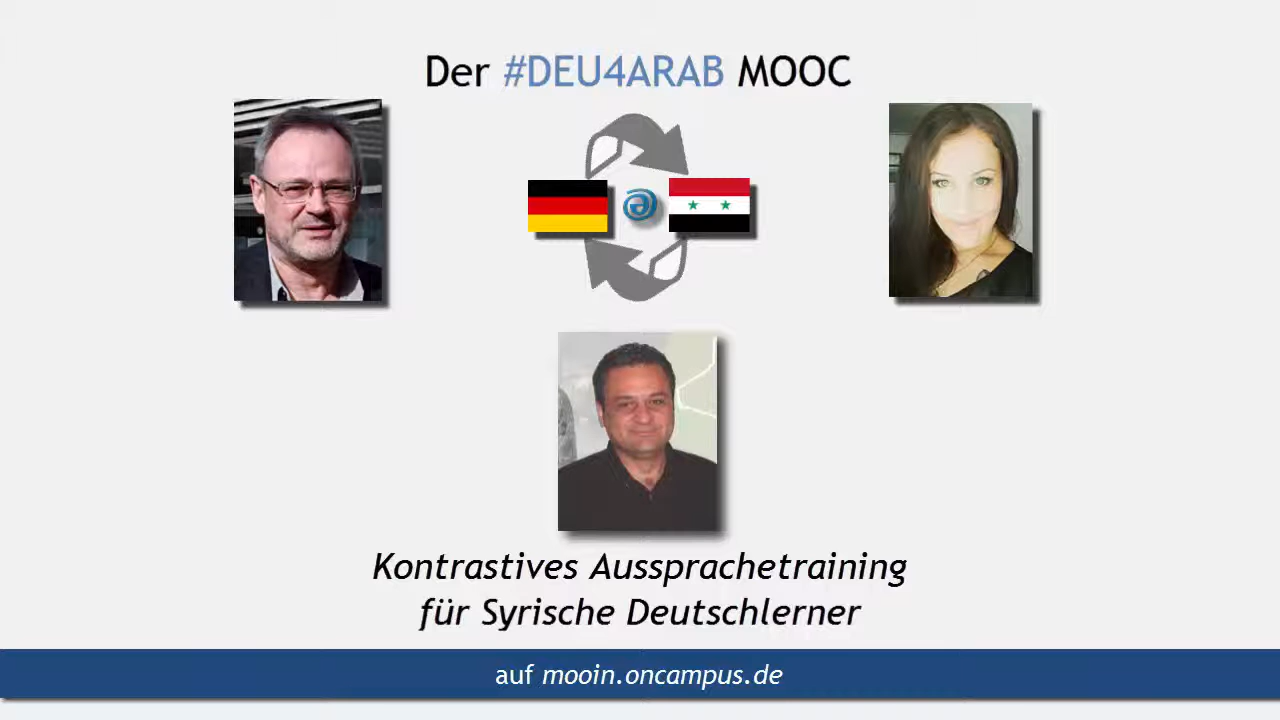 Der #DEU4ARAB MOOC
Kontrastives Aussprachetraining
für Syrische Deutschlerner
auf mooin.oncampus.de